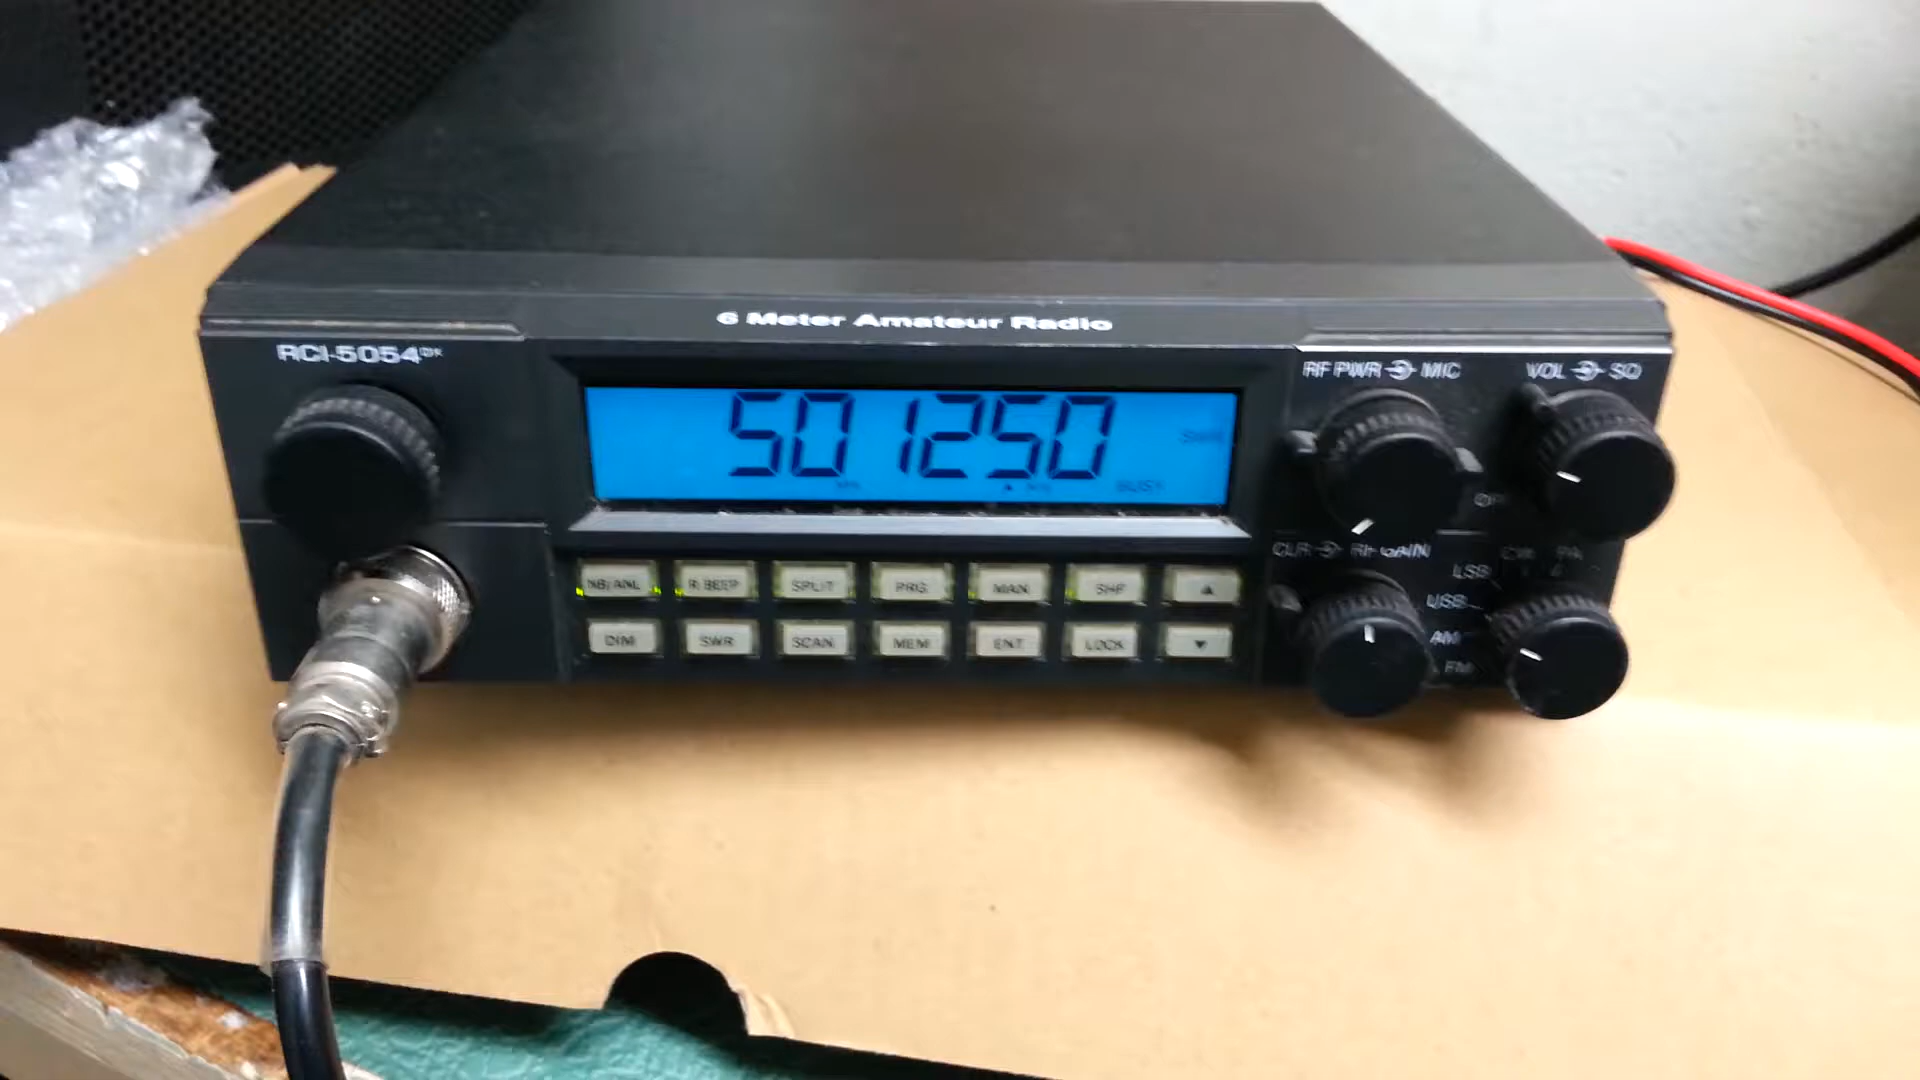 6 Meter Amateur Radio
RCI-5054DX
RF PWR MIC
VOL SQ
501250
BUSY
CLR RF GAIN
CW PA
LSB
USB
AM
FM
NB/ANL R.BEEP SPLIT PRG MAN SHF ▲
DIM SWR SCAN MEM ENT LOCK ▼